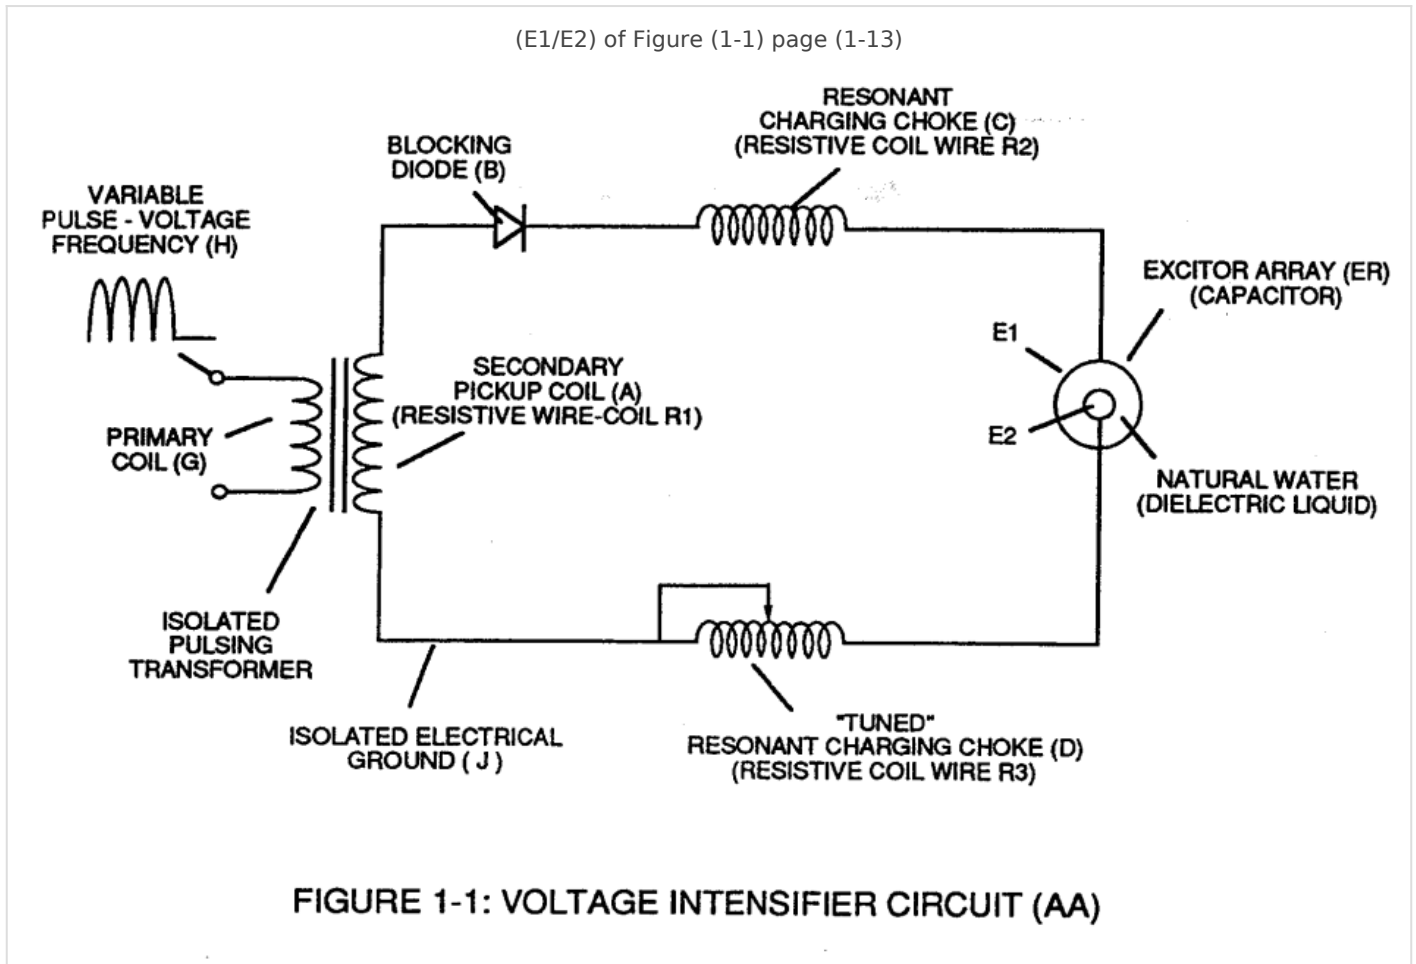 (E1/E2) of Figure (1-1) page (1-13)
RESONANT
CHARGING CHOKE (C)
(RESISTIVE COIL WIRE R2)
BLOCKING
DIODE (B)
VARIABLE
PULSE - VOLTAGE
FREQUENCY (H)
EXCITOR ARRAY (ER)
(CAPACITOR)
E1
SECONDARY
PICKUP COIL (A)
(RESISTIVE WIRE-COIL R1)
E2
PRIMARY
COIL (G)
NATURAL WATER
(DIELECTRIC LIQUID)
ISOLATED
PULSING
TRANSFORMER
ISOLATED ELECTRICAL
GROUND ( J )
"TUNED"
RESONANT CHARGING CHOKE (D)
(RESISTIVE COIL WIRE R3)
FIGURE 1-1: VOLTAGE INTENSIFIER CIRCUIT (AA)